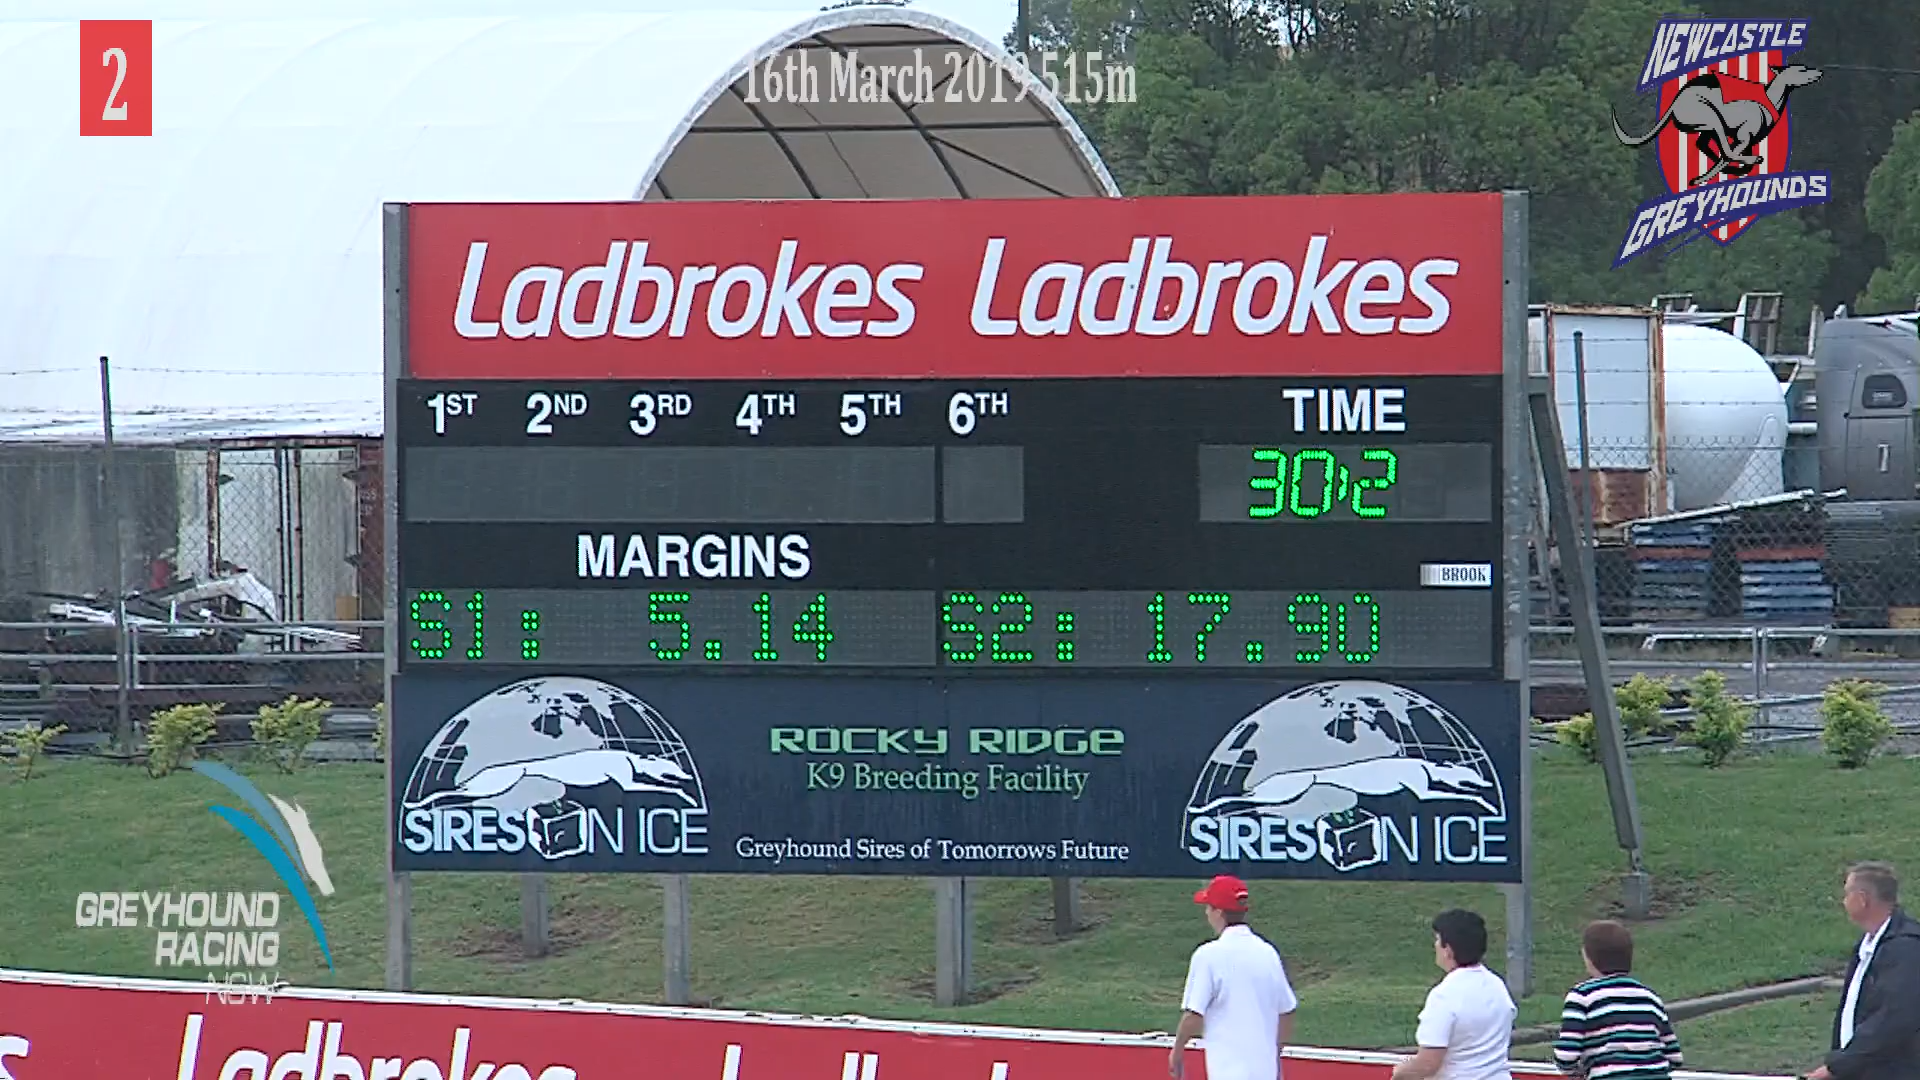 2
16th March 2019 515m
NEWCASTLE
GREYHOUNDS
Ladbrokes Ladbrokes
1ST 2ND 3RD 4TH 5TH 6TH TIME
30:2
MARGINS
BROOK
S1: 5.14 S2: 17.90
ROCKY RIDGE
K9 Breeding Facility
SIRES ON ICE
SIRES ON ICE
Greyhound Sires of Tomorrows Future
GREYHOUND
RACING
NSW
Ladbrokes